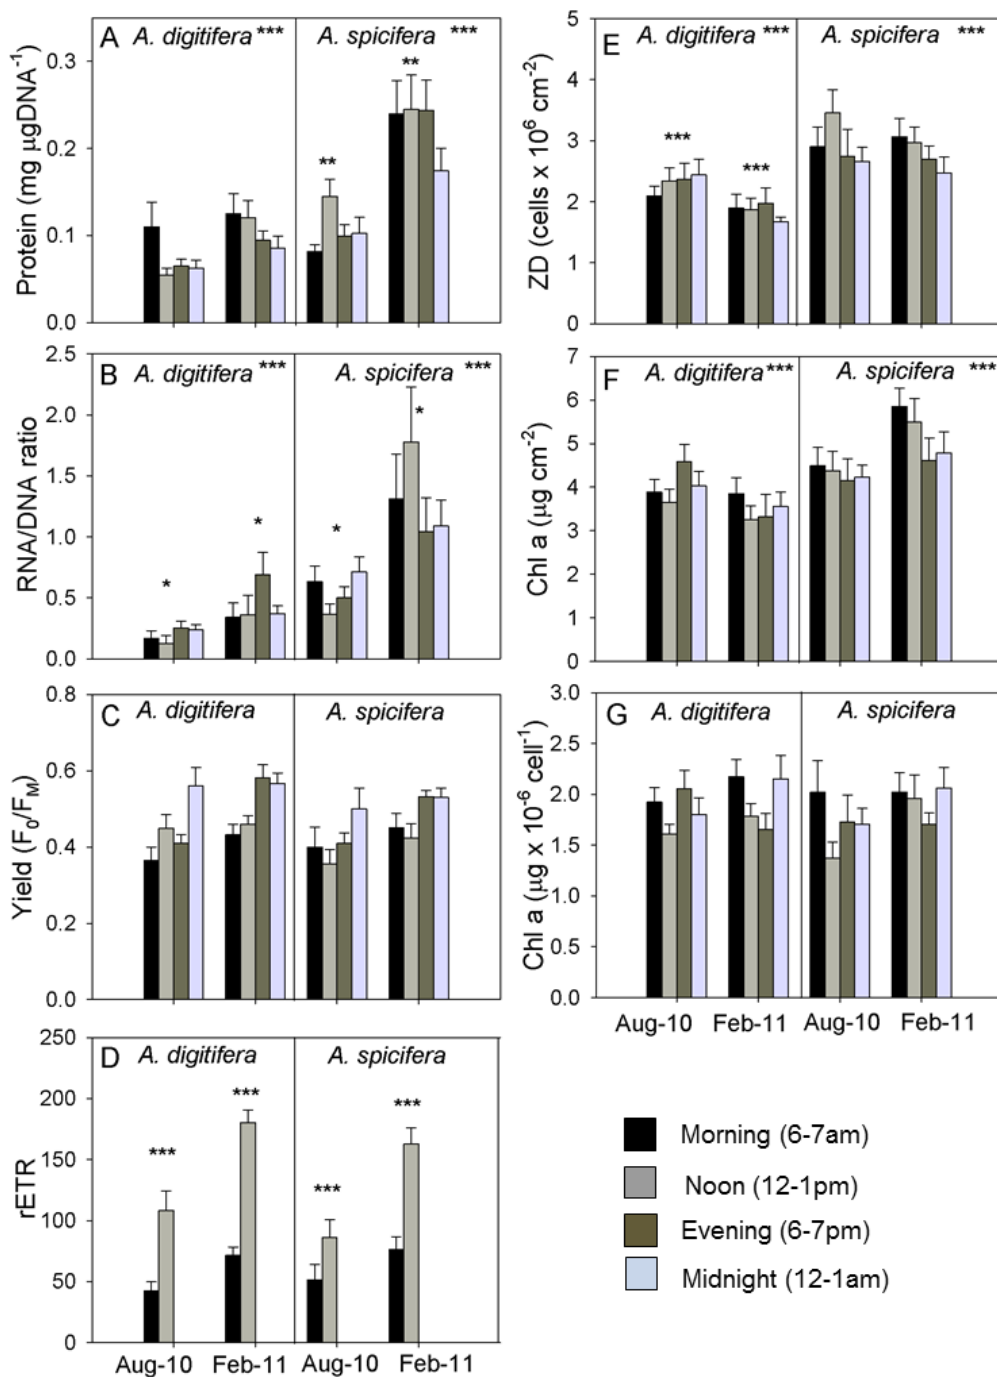 A A. digitifera *** A. spicifera ***
Protein (mg µgDNA-1)
0.3
0.2
0.1
0.0
**
**
B A. digitifera *** A. spicifera ***
RNA/DNA ratio
2.5
2.0
1.5
1.0
0.5
0.0
*
*
*
*
C A. digitifera A. spicifera
Yield (F0/FM)
0.8
0.6
0.4
0.2
0.0
D A. digitifera A. spicifera
rETR
250
200
150
100
50
0
***
***
***
***
Aug-10 Feb-11 Aug-10 Feb-11
E A. digitifera *** A. spicifera ***
ZD (cells x 10^6 cm-2)
5
4
3
2
1
0
***
***
F A. digitifera *** A. spicifera ***
Chl a (µg cm-2)
7
6
5
4
3
2
1
0
G A. digitifera A. spicifera
Chl a (µg x 10-6 cell-1)
3.0
2.5
2.0
1.5
1.0
0.5
0.0
Aug-10 Feb-11 Aug-10 Feb-11
Morning (6-7am)
Noon (12-1pm)
Evening (6-7pm)
Midnight (12-1am)